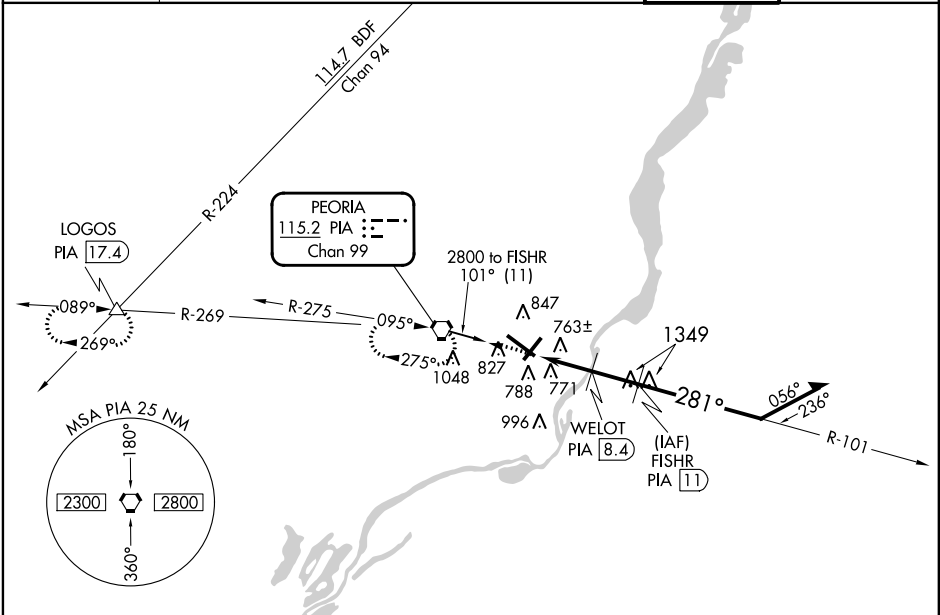 114.7 BDF
Chan 94
R-224
LOGOS
PIA 17.4
PEORIA
115.2 PIA
Chan 99
2800 to FISHR
101° (11)
089°
269°
R-269
R-275
095°
275°
1048
827
847
763±
788
771
996
1349
281°
056°
236°
R-101
WELOT
PIA 8.4
(IAF)
FISHR
PIA 11
MSA PIA 25 NM
180°
2300
2800
360°